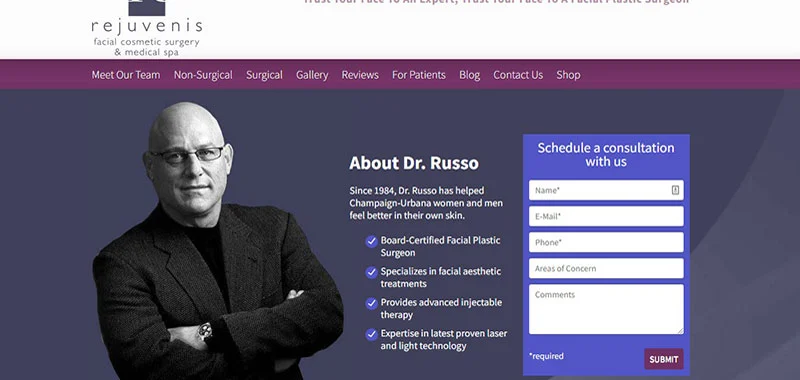 Trust Your Face To An Expert, Trust Your Face To A Facial Plastic Surgeon
rejuvenis
facial cosmetic surgery
& medical spa
Meet Our Team Non-Surgical Surgical Gallery Reviews For Patients Blog Contact Us Shop
About Dr. Russo
Since 1984, Dr. Russo has helped
Champaign-Urbana women and men
feel better in their own skin.
Board-Certified Facial Plastic
Surgeon
Specializes in facial aesthetic
treatments
Provides advanced injectable
therapy
Expertise in latest proven laser
and light technology
Schedule a consultation
with us
Name*
E-Mail*
Phone*
Areas of Concern
Comments
*required
SUBMIT